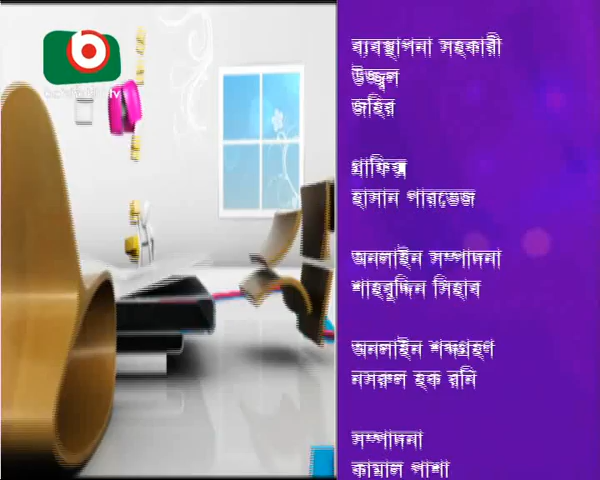 ব্যবস্থাপনা সহকারী
উজ্জ্বল
জহির
গ্রাফিক্স
হাসান পারভেজ
অনলাইন সম্পাদনা
শাহবুদ্দিন সিহাব
অনলাইন শব্দগ্রহণ
নসরুল হক রনি
সম্পাদনা
কামাল পাশা